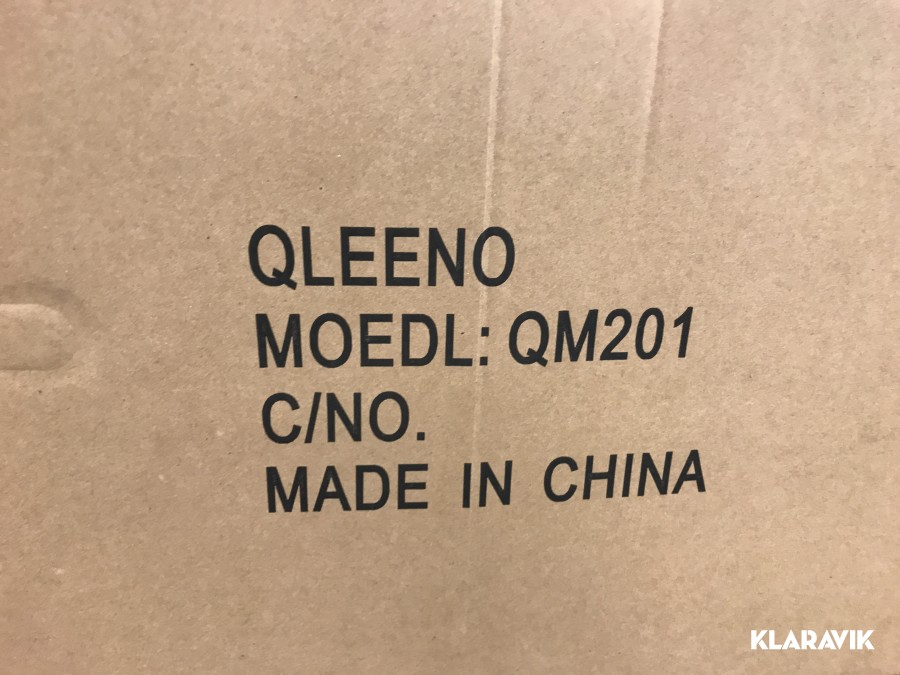 QLEENO
MOEDL: QM201
C/NO.
MADE IN CHINA
KLARAVIK